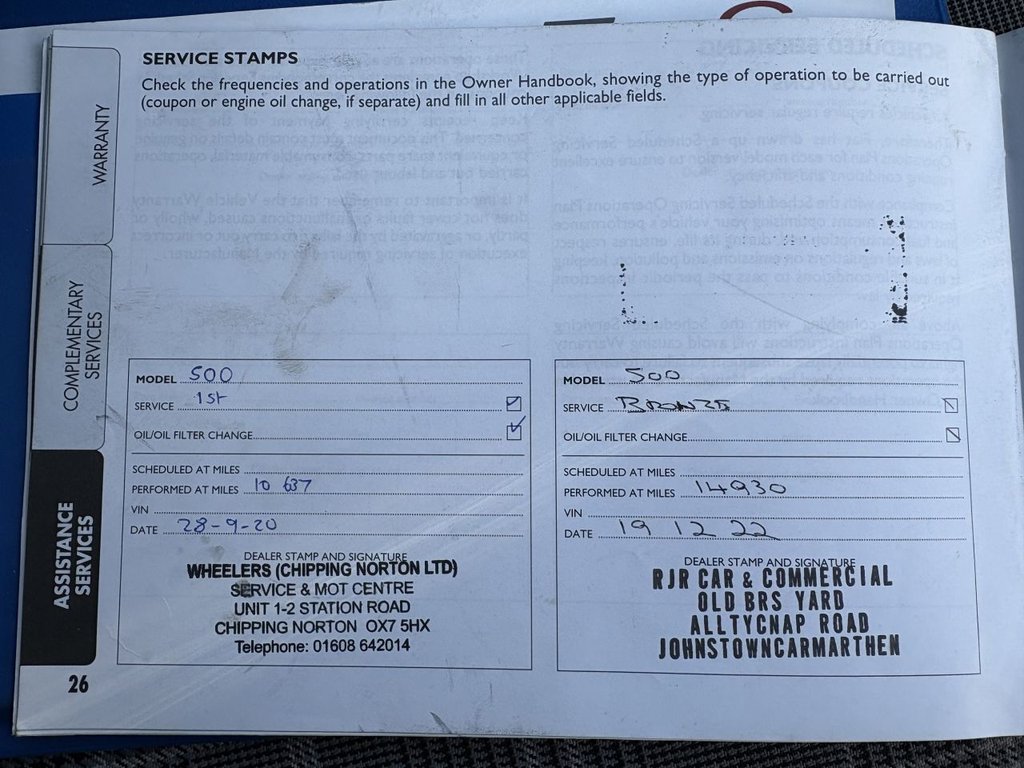 SERVICE STAMPS
Check the frequencies and operations in the Owner Handbook, showing the type of operation to be carried out
(coupon or engine oil change, if separate) and fill in all other applicable fields.
WARRANTY
COMPLEMENTARY
SERVICES
ASSISTANCE
SERVICES
MODEL 500
SERVICE 1st
OIL/OIL FILTER CHANGE
SCHEDULED AT MILES
PERFORMED AT MILES 10 637
VIN
DATE 28-9-20
DEALER STAMP AND SIGNATURE
WHEELERS (CHIPPING NORTON LTD)
SERVICE & MOT CENTRE
UNIT 1-2 STATION ROAD
CHIPPING NORTON OX7 5HX
Telephone: 01608 642014
MODEL 500
SERVICE BRONZE
OIL/OIL FILTER CHANGE
SCHEDULED AT MILES
PERFORMED AT MILES 14930
VIN
DATE 19 12 22
DEALER STAMP AND SIGNATURE
RJR CAR & COMMERCIAL
OLD BRS YARD
ALLTYCNAP ROAD
JOHNSTOWNCARMARTHEN
26